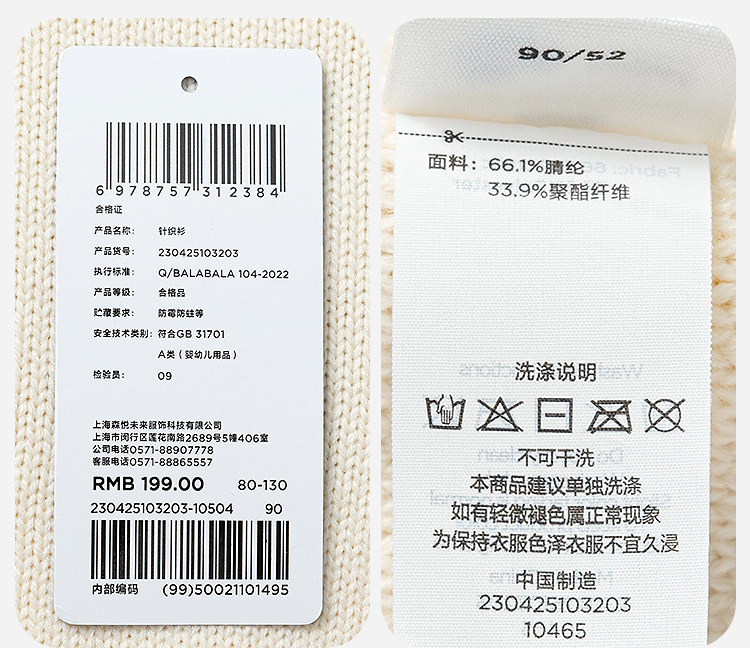 6 978757 312384
合格证
产品名称： 针织衫
产品货号： 230425103203
执行标准： Q/BALABALA 104-2022
产品等级： 合格品
贮藏要求： 防霉防蛀等
安全技术类别： 符合GB 31701
A类（婴幼儿用品）
检验员： 09
上海森悦未来服饰科技有限公司
上海市闵行区莲花南路2689号5幢406室
公司电话0571-88907778
客服电话0571-88865557
RMB 199.00 80-130
230425103203-10504 90
内部编码 (99)50021101495
90/52
面料：66.1%腈纶
33.9%聚酯纤维
洗涤说明
不可干洗
本商品建议单独洗涤
如有轻微褪色属正常现象
为保持衣服色泽衣服不宜久浸
中国制造
230425103203
10465